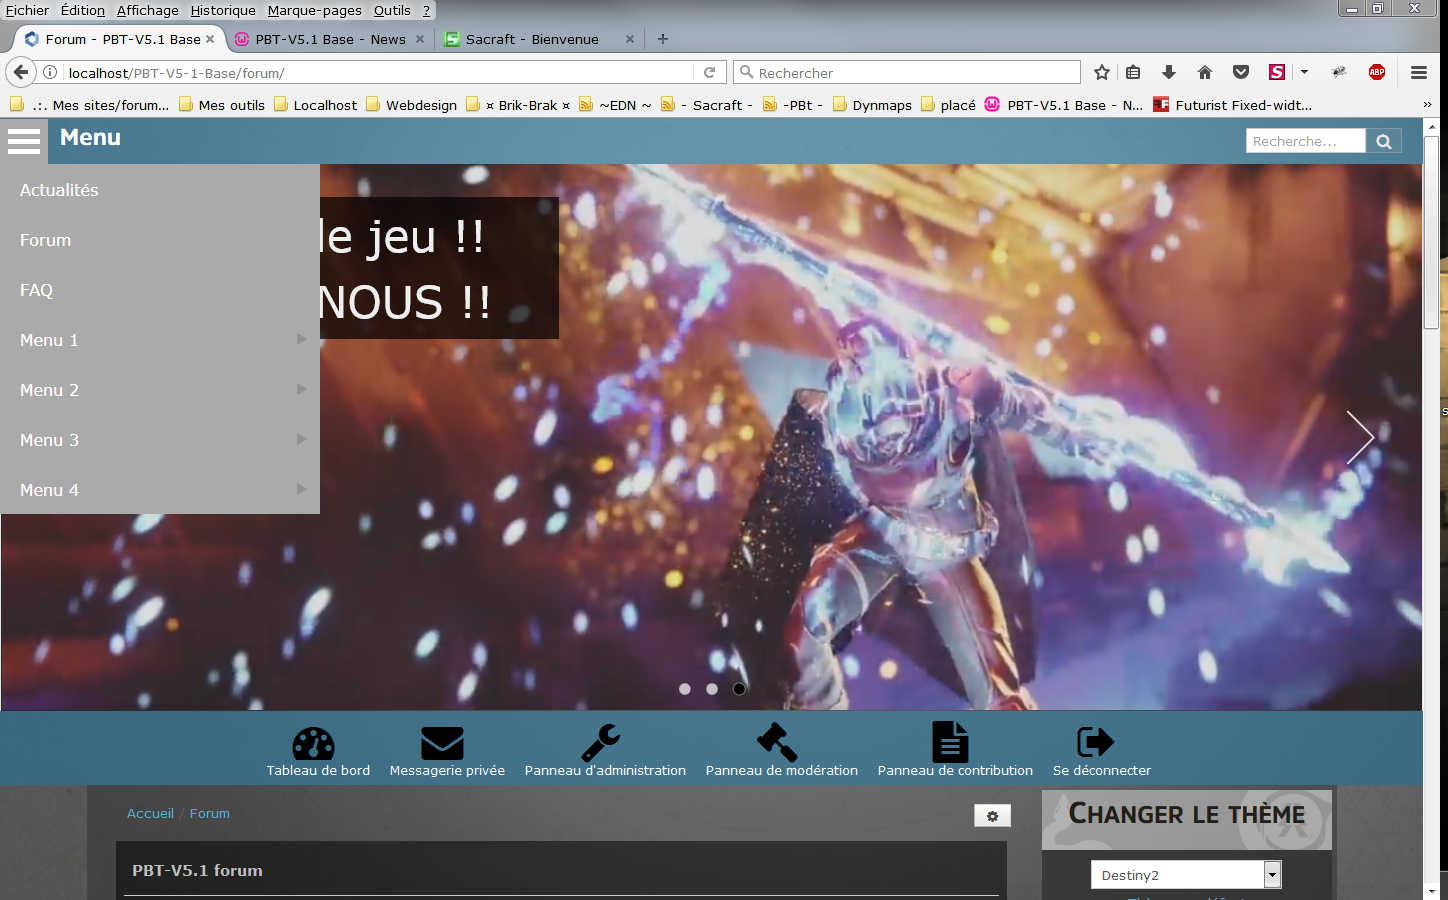 Fichier Édition Affichage Historique Marque-pages Outils ?
Forum - PBT-V5.1 Base PBT-V5.1 Base - News Sacraft - Bienvenue
localhost/PBT-V5-1-Base/forum/ Rechercher
.:. Mes sites/forum... Mes outils Localhost Webdesign ¤ Brik-Brak ¤ ~EDN ~ - Sacraft - -PBt - Dynmaps placé PBT-V5.1 Base - N... Futurist Fixed-widt... »
Menu Recherche...
Actualités
Forum
FAQ
Menu 1
Menu 2
Menu 3
Menu 4
le jeu !!
NOUS !!
Tableau de bord Messagerie privée Panneau d'administration Panneau de modération Panneau de contribution Se déconnecter
Accueil / Forum
PBT-V5.1 forum
Changer le thème
Destiny2